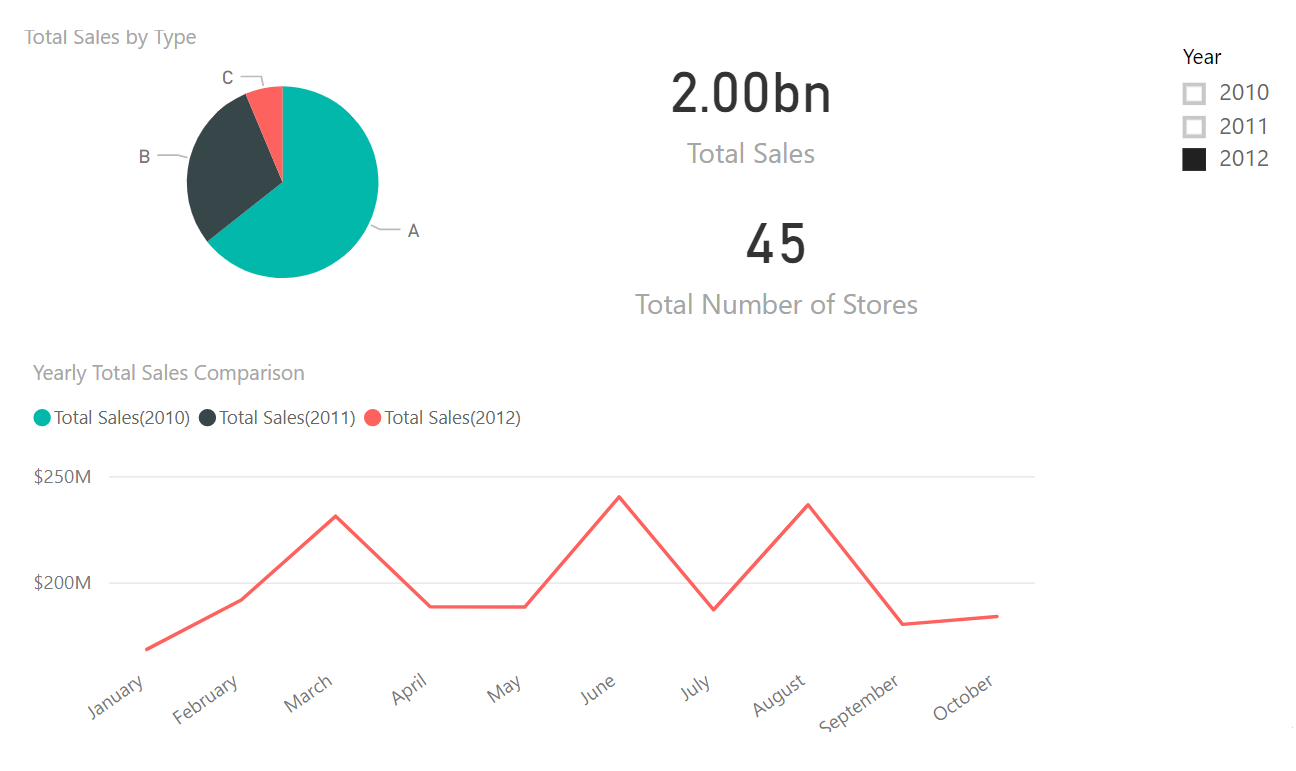 Total Sales by Type
C
B
A
2.00bn
Total Sales
45
Total Number of Stores
Year
2010
2011
2012
Yearly Total Sales Comparison
Total Sales(2010) Total Sales(2011) Total Sales(2012)
$250M
$200M
January February March April May June July August September October